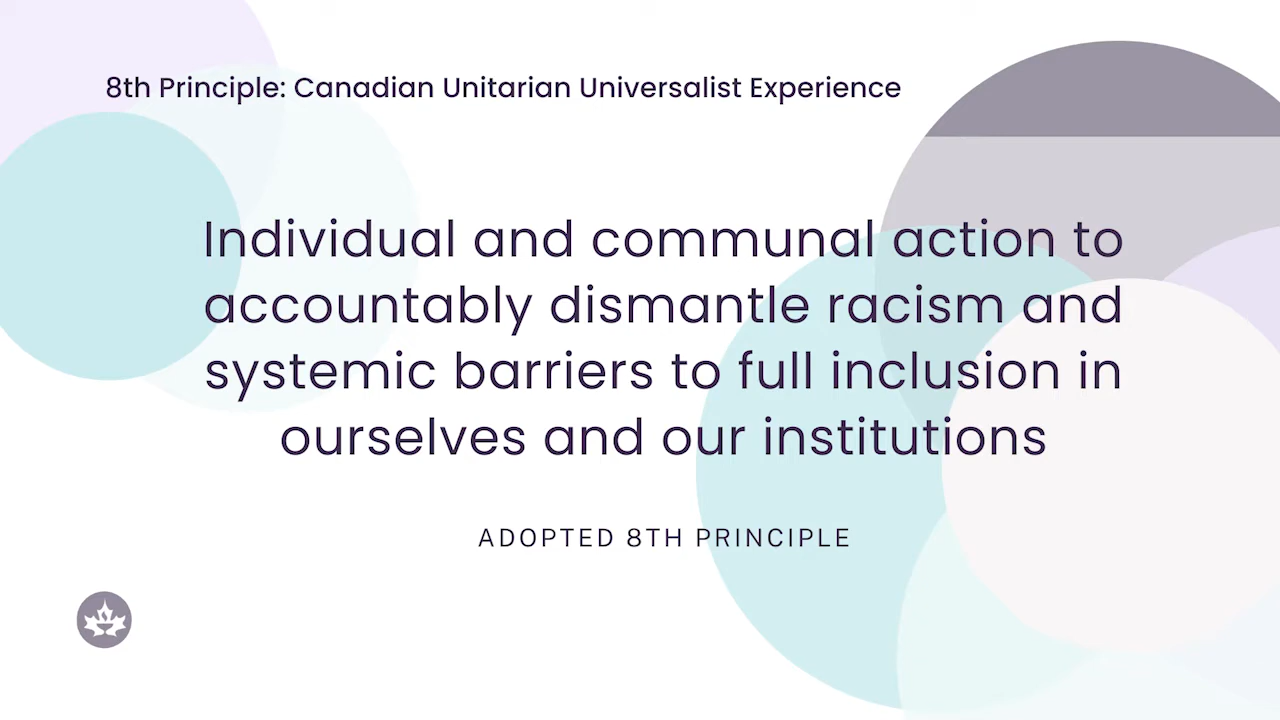 8th Principle: Canadian Unitarian Universalist Experience
Individual and communal action to
accountably dismantle racism and
systemic barriers to full inclusion in
ourselves and our institutions
ADOPTED 8TH PRINCIPLE